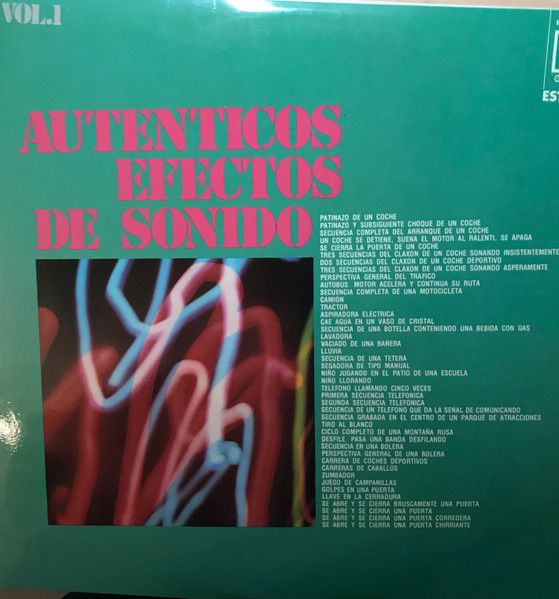 VOL.1
AUTENTICOS
EFECTOS
DE SONIDO
PATINAZO DE UN COCHE
PATINAZO Y SUBSIGUIENTE CHOQUE DE UN COCHE
SECUENCIA COMPLETA DEL ARRANQUE DE UN COCHE
UN COCHE SE DETIENE, SUENA EL MOTOR AL RALENTI, SE APAGA
SE CIERRA LA PUERTA DE UN COCHE
TRES SECUENCIAS DEL CLAXON DE UN COCHE SONANDO INSISTENTEMENTE
DOS SECUENCIAS DEL CLAXON DE UN COCHE DEPORTIVO
TRES SECUENCIAS DEL CLAXON DE UN COCHE SONANDO ASPERAMENTE
PERSPECTIVA GENERAL DEL TRAFICO
AUTOBUS. MOTOR ACELERA Y CONTINUA SU RUTA
SECUENCIA COMPLETA DE UNA MOTOCICLETA
CAMION
TRACTOR
ASPIRADORA ELECTRICA
CAE AGUA EN UN VASO DE CRISTAL
SECUENCIA DE UNA BOTELLA CONTENIENDO UNA BEBIDA CON GAS
LAVADORA
VACIADO DE UNA BAÑERA
LLUVIA
SECUENCIA DE UNA TETERA
SEGADORA DE TIPO MANUAL
NIÑO JUGANDO EN EL PATIO DE UNA ESCUELA
NIÑO LLORANDO
TELEFONO LLAMANDO CINCO VECES
PRIMERA SECUENCIA TELEFONICA
SEGUNDA SECUENCIA TELEFONICA
SECUENCIA DE UN TELEFONO QUE DA LA SEÑAL DE COMUNICANDO
SECUENCIA GRABADA EN EL CENTRO DE UN PARQUE DE ATRACCIONES
TIRO AL BLANCO
CICLO COMPLETO DE UNA MONTAÑA RUSA
DESFILE. PASA UNA BANDA DESFILANDO
SECUENCIA EN UNA BOLERA
PERSPECTIVA GENERAL DE UNA BOLERA
CARRERA DE COCHES DEPORTIVOS
CARRERAS DE CABALLOS
ZUMBADOR
JUEGO DE CAMPANILLAS
GOLPES EN UNA PUERTA
LLAVE EN LA CERRADURA
SE ABRE Y SE CIERRA BRUSCAMENTE UNA PUERTA
SE ABRE Y SE CIERRA UNA PUERTA
SE ABRE Y SE CIERRA UNA PUERTA CORREDERA
SE ABRE Y SE CIERRA UNA PUERTA CHIRRIANTE